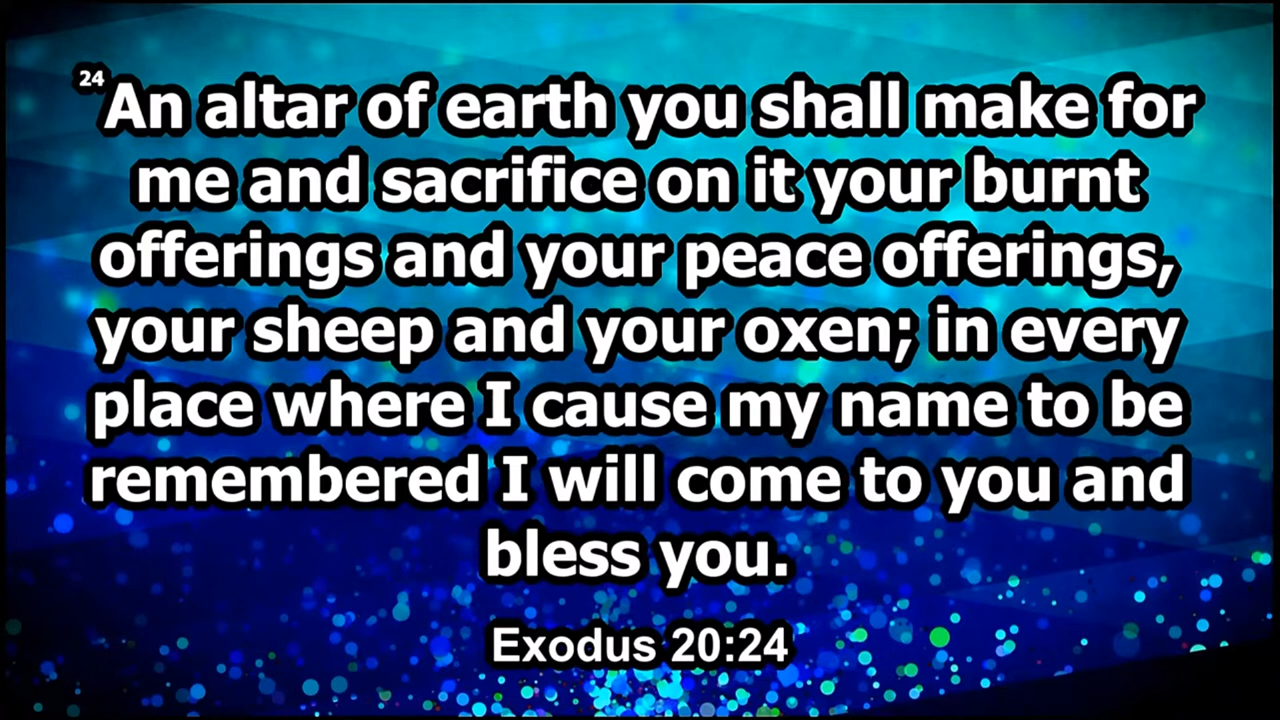 24 An altar of earth you shall make for
me and sacrifice on it your burnt
offerings and your peace offerings,
your sheep and your oxen; in every
place where I cause my name to be
remembered I will come to you and
bless you.
Exodus 20:24